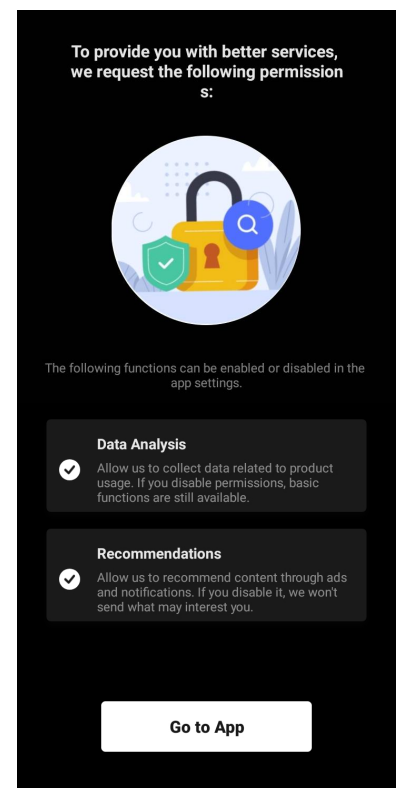 To provide you with better services,
we request the following permission
s:
The following functions can be enabled or disabled in the
app settings.
Data Analysis
Allow us to collect data related to product
usage. If you disable permissions, basic
functions are still available.
Recommendations
Allow us to recommend content through ads
and notifications. If you disable it, we won't
send what may interest you.
Go to App